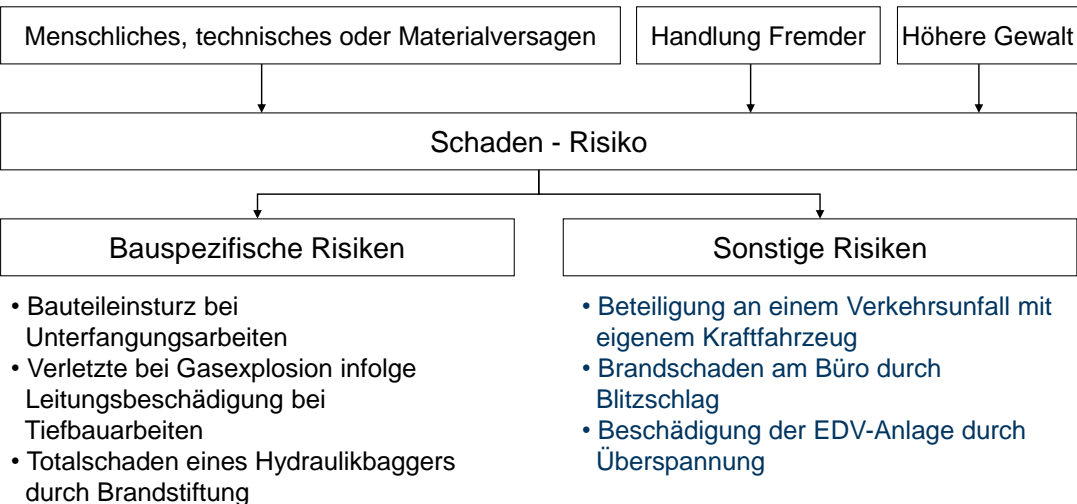 Menschliches, technisches oder Materialversagen
Handlung Fremder
Höhere Gewalt
Schaden - Risiko
Bauspezifische Risiken
• Bauteileinsturz bei
Unterfangungsarbeiten
• Verletzte bei Gasexplosion infolge
Leitungsbeschädigung bei
Tiefbauarbeiten
• Totalschaden eines Hydraulikbaggers
durch Brandstiftung
Sonstige Risiken
• Beteiligung an einem Verkehrsunfall mit
eigenem Kraftfahrzeug
• Brandschaden am Büro durch
Blitzschlag
• Beschädigung der EDV-Anlage durch
Überspannung